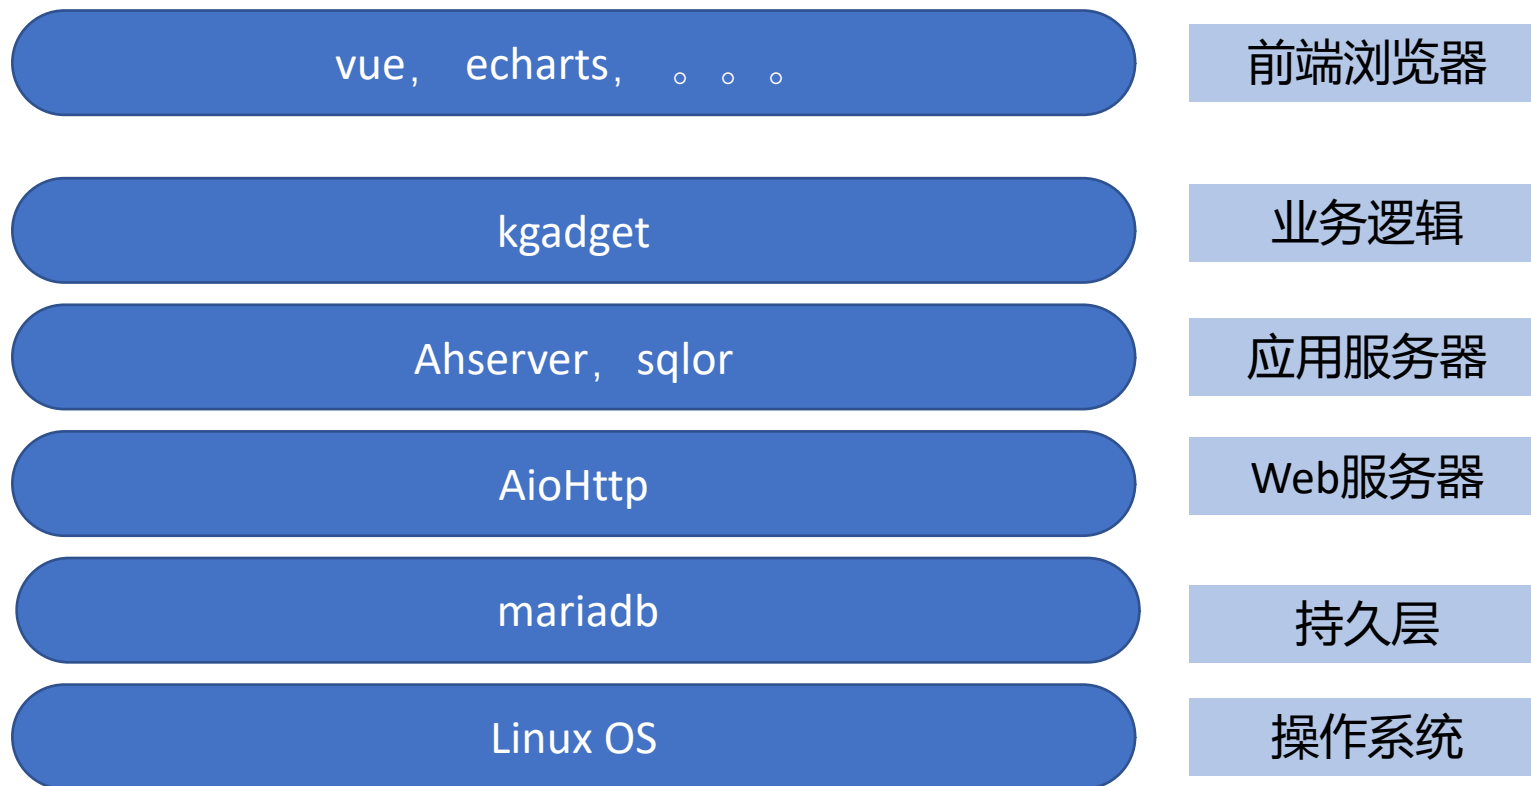 vue， echarts， 。。。
前端浏览器
kgadget
业务逻辑
Ahserver，sqlor
应用服务器
AioHttp
Web服务器
mariadb
持久层
Linux OS
操作系统